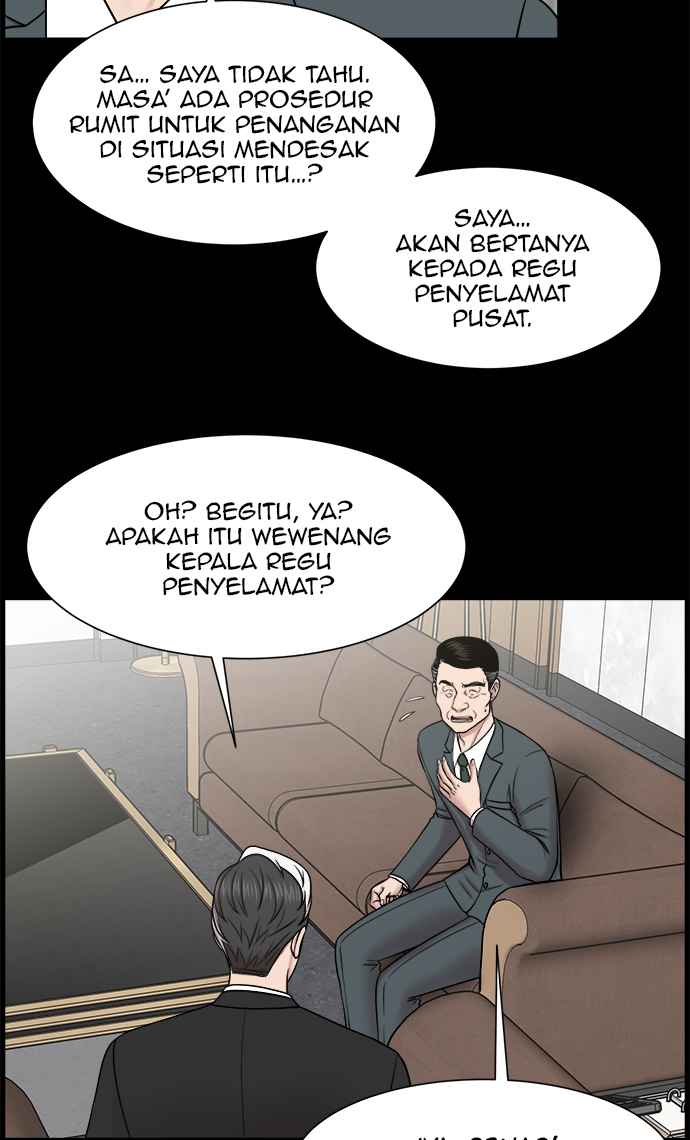 SA... SAYA TIDAK TAHU.
MASA' ADA PROSEDUR
RUMIT UNTUK PENANGANAN
DI SITUASI MENDESAK
SEPERTI ITU...?
SAYA...
AKAN BERTANYA
KEPADA REGU
PENYELAMAT
PUSAT.
OH? BEGITU, YA?
APAKAH ITU WEWENANG
KEPALA REGU
PENYELAMAT?